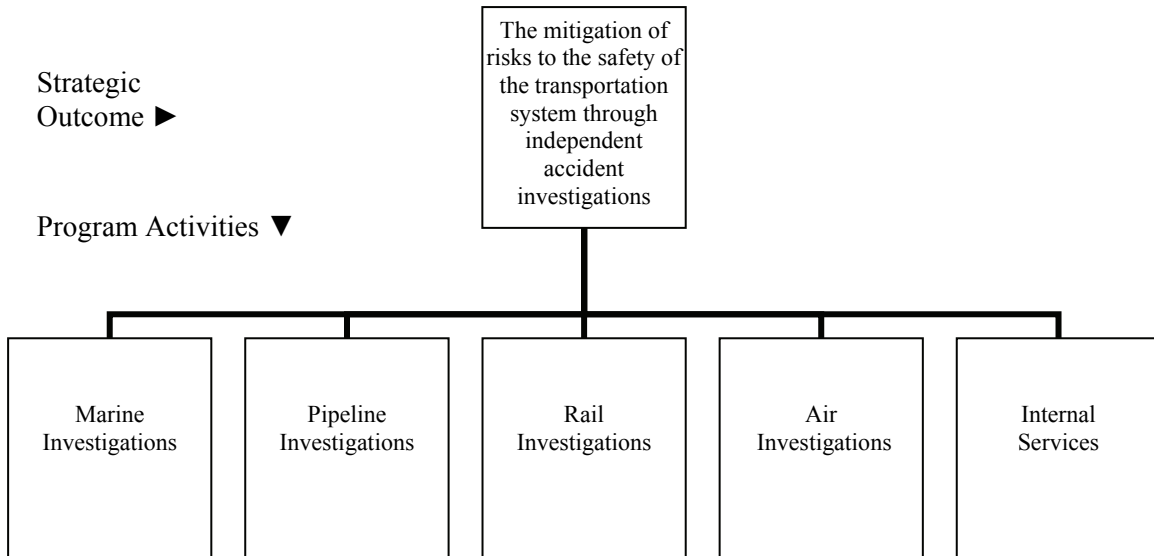 The mitigation of
risks to the safety of
the transportation
system through
independent
accident
investigations
Strategic
Outcome ►
Program Activities ▼
Marine
Investigations
Pipeline
Investigations
Rail
Investigations
Air
Investigations
Internal
Services